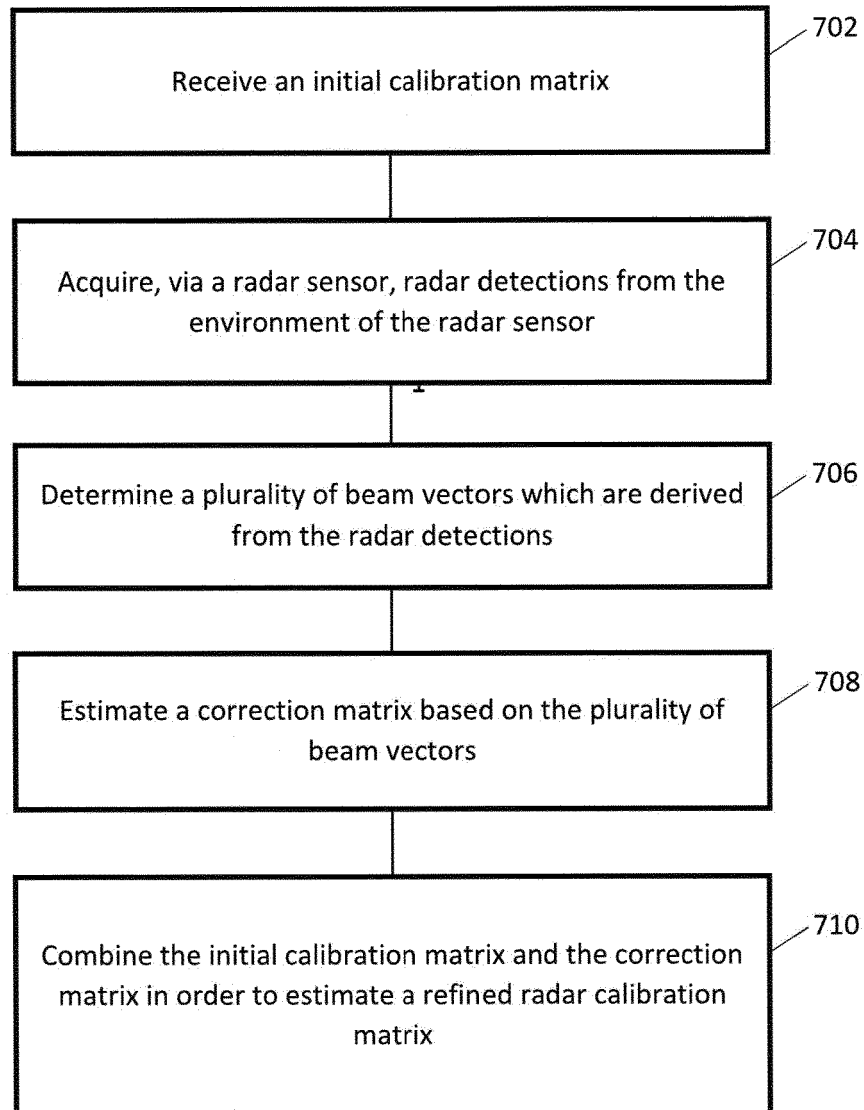 702
Receive an initial calibration matrix
704
Acquire, via a radar sensor, radar detections from the
environment of the radar sensor
706
Determine a plurality of beam vectors which are derived
from the radar detections
708
Estimate a correction matrix based on the plurality of
beam vectors
710
Combine the initial calibration matrix and the correction
matrix in order to estimate a refined radar calibration
matrix